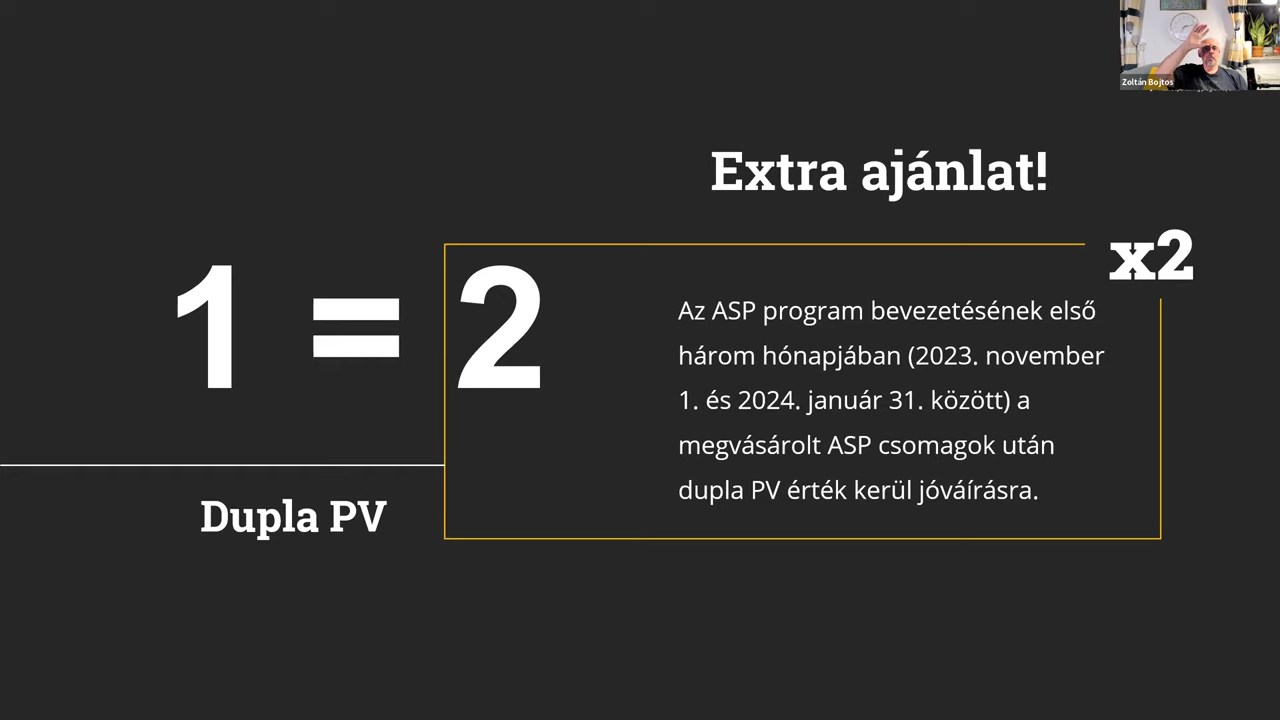 Zoltán Bojtos
Extra ajánlat!
x2
1 = 2
Az ASP program bevezetésének első
három hónapjában (2023. november
1. és 2024. január 31. között) a
megvásárolt ASP csomagok után
dupla PV érték kerül jóváírásra.
Dupla PV